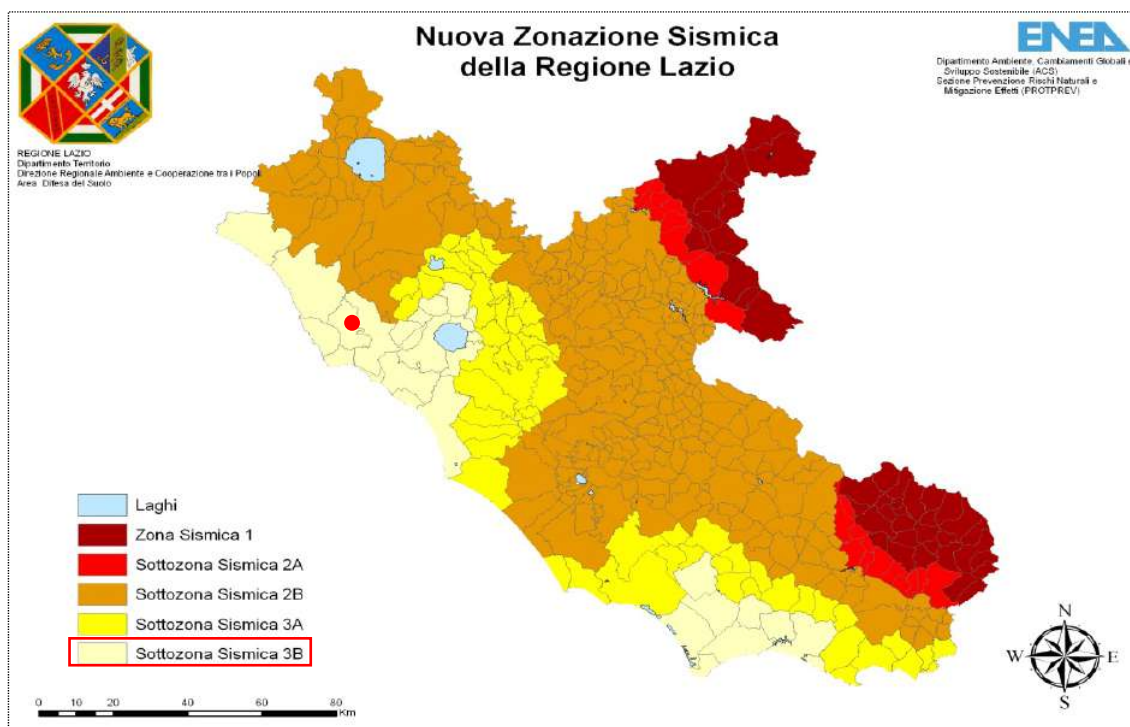 Nuova Zonazione Sismica
della Regione Lazio
ENEA
Dipartimento Ambiente, Cambiamenti Globali e
Sviluppo Sostenibile (ACS)
Sezione Prevenzione Rischi Naturali e
Mitigazione Effetti (PROTPREV)
REGIONE LAZIO
Dipartimento Territorio
Direzione Regionale Ambiente e Cooperazione tra i Popoli
Area Difesa del Suolo
Laghi
Zona Sismica 1
Sottozona Sismica 2A
Sottozona Sismica 2B
Sottozona Sismica 3A
Sottozona Sismica 3B
0 10 20 40 60 80
Km
N
W E
S